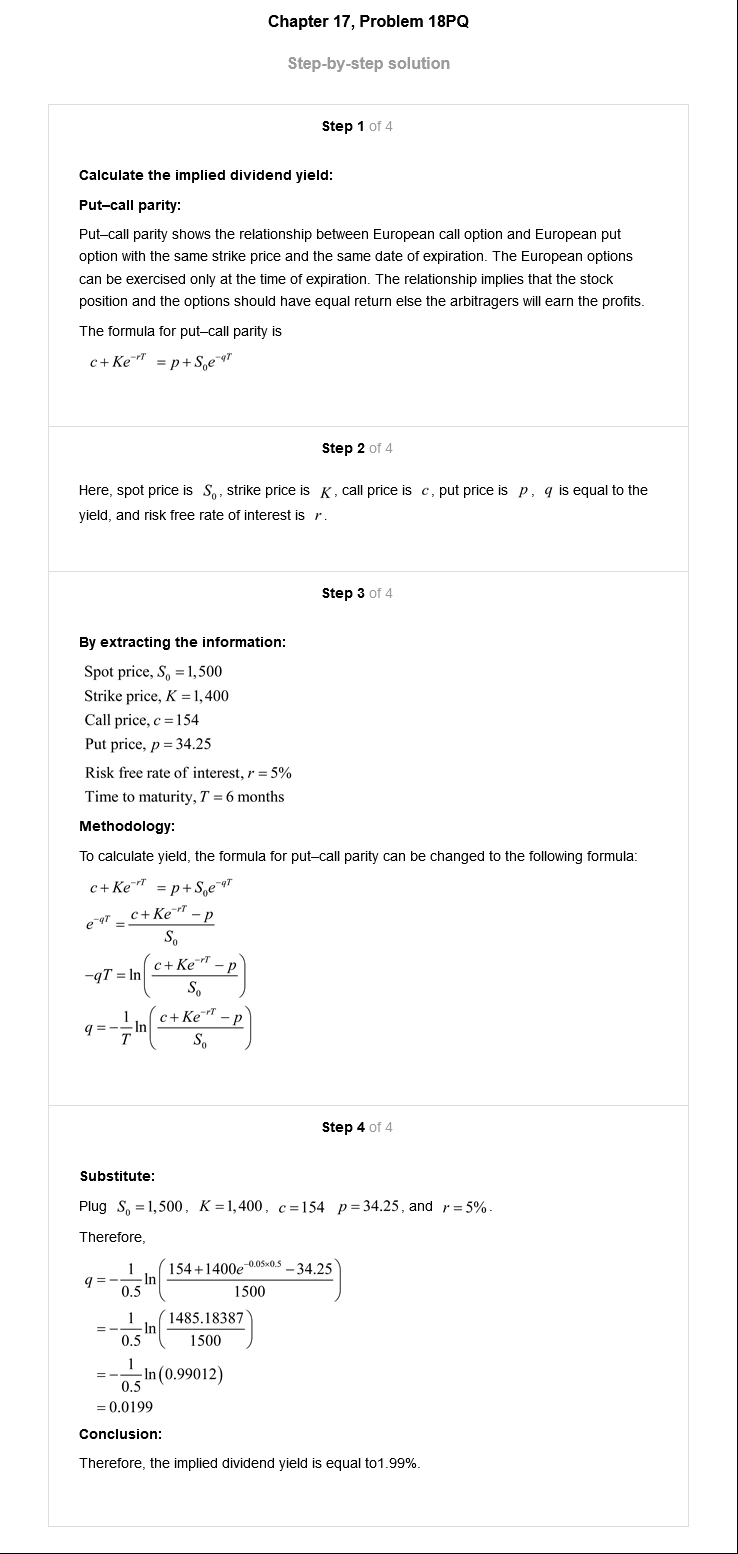 Chapter 17, Problem 18PQ
Step-by-step solution
Step 1 of 4
Calculate the implied dividend yield:
Put–call parity:
Put–call parity shows the relationship between European call option and European put
option with the same strike price and the same date of expiration. The European options
can be exercised only at the time of expiration. The relationship implies that the stock
position and the options should have equal return else the arbitragers will earn the profits.
The formula for put–call parity is
c + Ke^{-rT} = p + S_0e^{-qT}
Step 2 of 4
Here, spot price is S_0, strike price is K, call price is c, put price is p, q is equal to the
yield, and risk free rate of interest is r.
Step 3 of 4
By extracting the information:
Spot price, S_0 = 1,500
Strike price, K = 1,400
Call price, c = 154
Put price, p = 34.25
Risk free rate of interest, r = 5%
Time to maturity, T = 6 months
Methodology:
To calculate yield, the formula for put–call parity can be changed to the following formula:
c + Ke^{-rT} = p + S_0e^{-qT}
e^{-qT} = \frac{c + Ke^{-rT} - p}{S_0}
-qT = \ln\left(\frac{c + Ke^{-rT} - p}{S_0}\right)
q = -\frac{1}{T}\ln\left(\frac{c + Ke^{-rT} - p}{S_0}\right)
Step 4 of 4
Substitute:
Plug S_0 = 1,500, K = 1,400, c = 154 p = 34.25, and r = 5%.
Therefore,
q = -\frac{1}{0.5}\ln\left(\frac{154 + 1400e^{-0.05×0.5} - 34.25}{1500}\right)
= -\frac{1}{0.5}\ln\left(\frac{1485.18387}{1500}\right)
= -\frac{1}{0.5}\ln(0.99012)
= 0.0199
Conclusion:
Therefore, the implied dividend yield is equal to1.99%.